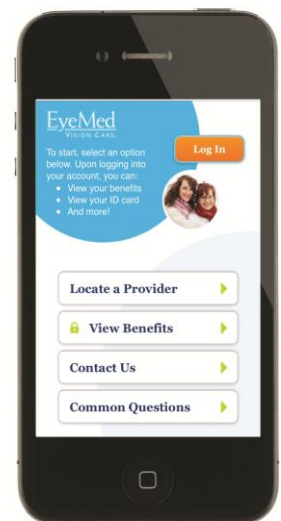 EyeMed
VISION CARE®
Log In
To start, select an option
below. Upon logging into
your account, you can:
• View your benefits
• View your ID card
• And more!
Locate a Provider
View Benefits
Contact Us
Common Questions